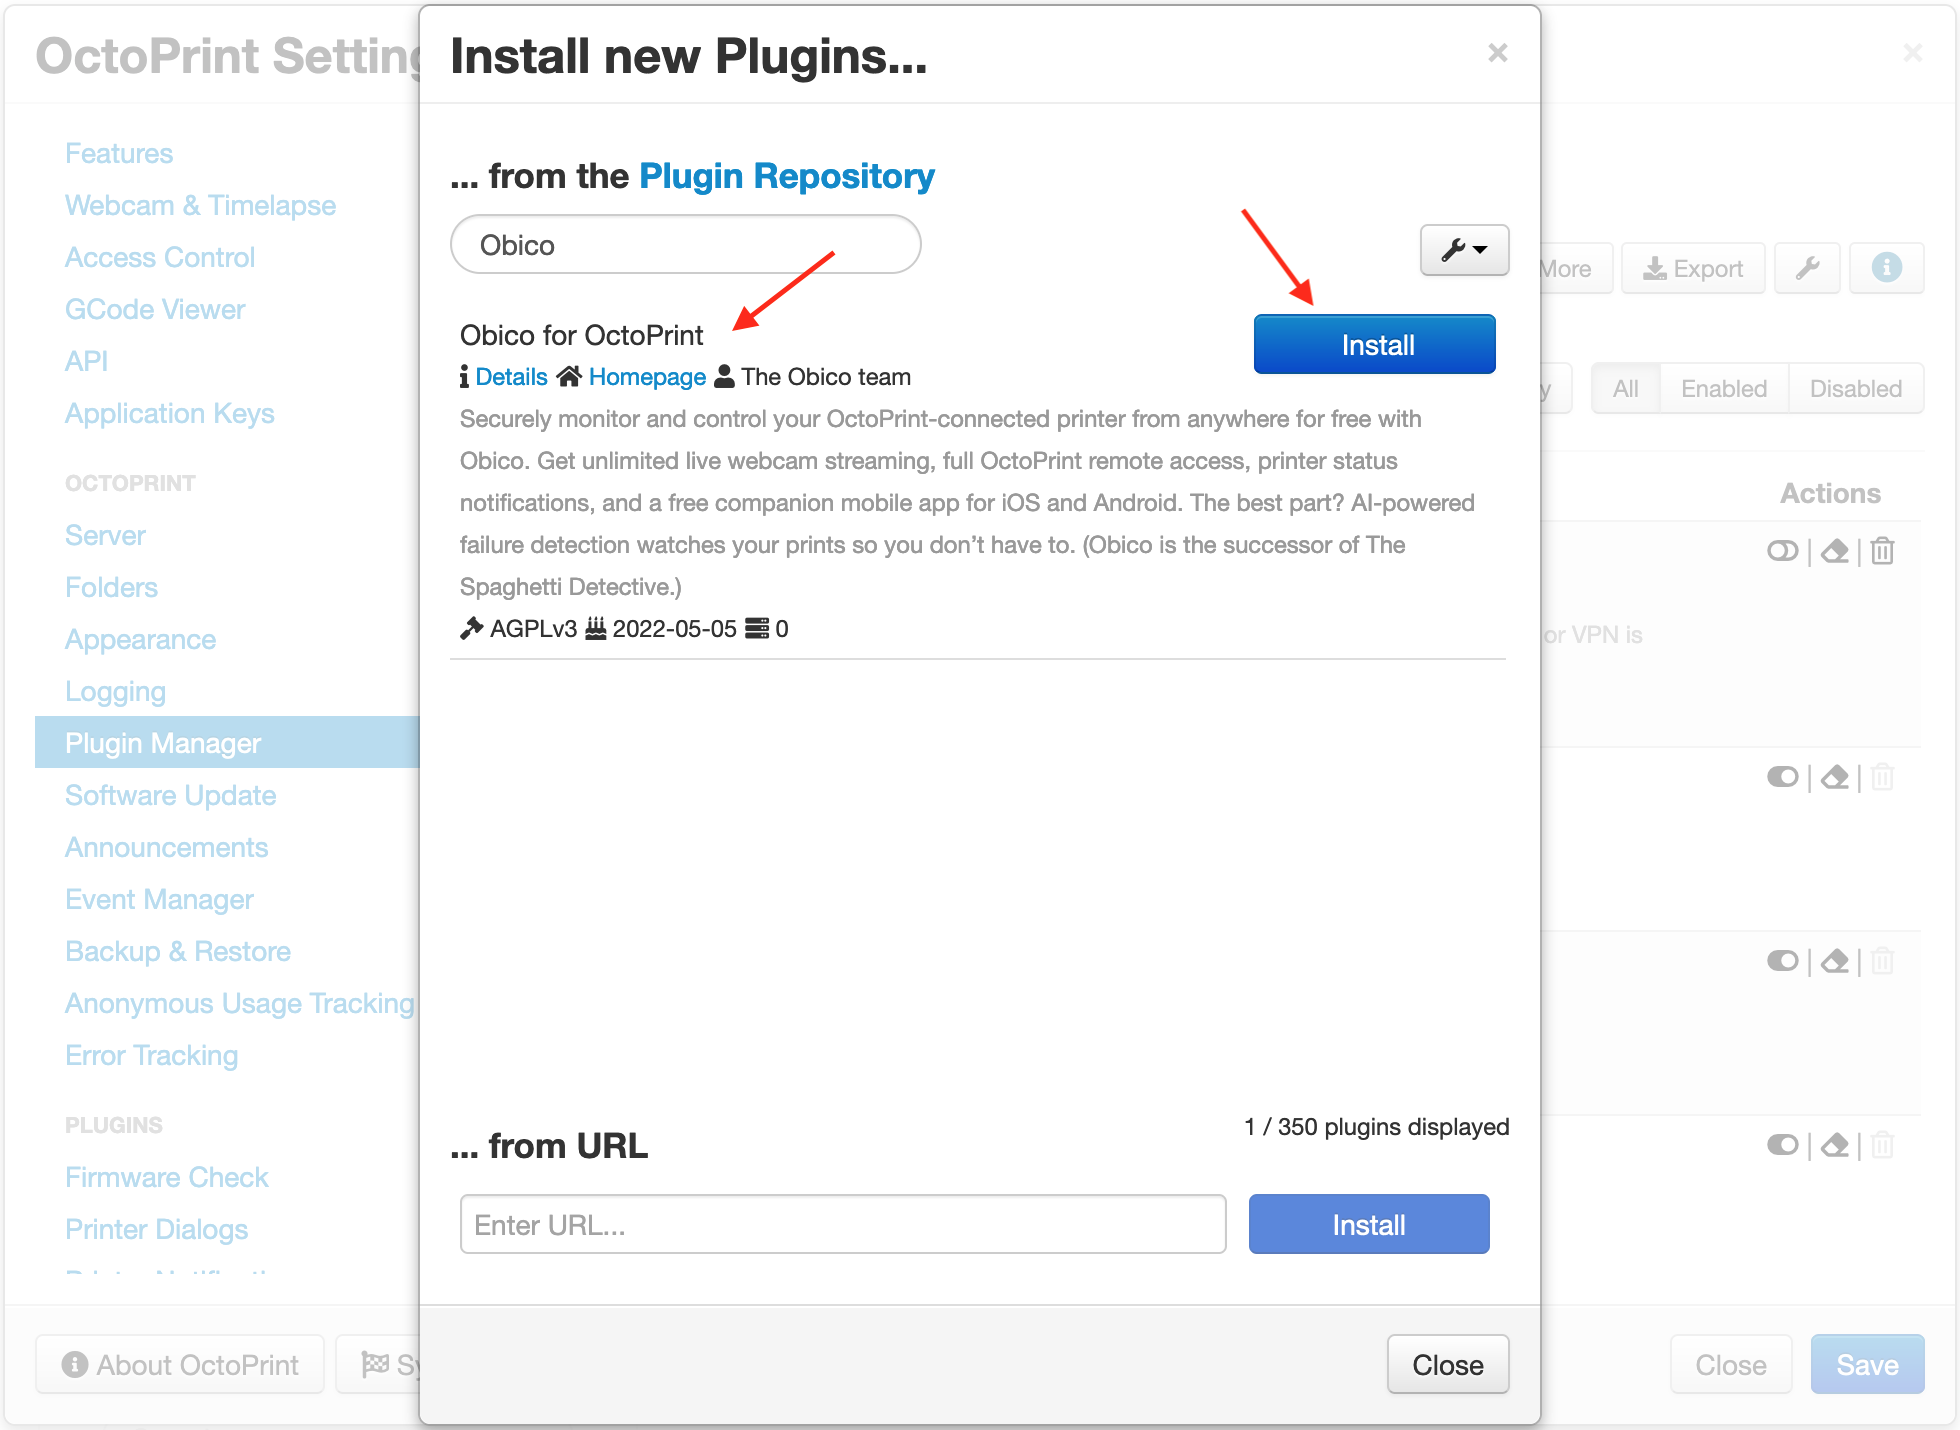 OctoPrint Setting
Features
Webcam & Timelapse
Access Control
GCode Viewer
API
Application Keys
OCTOPRINT
Server
Folders
Appearance
Logging
Plugin Manager
Software Update
Announcements
Event Manager
Backup & Restore
Anonymous Usage Tracking
Error Tracking
PLUGINS
Firmware Check
Printer Dialogs
About OctoPrint
Sy
Install new Plugins...
×
... from the Plugin Repository
Obico
Obico for OctoPrint
Install
Details Homepage The Obico team
Securely monitor and control your OctoPrint-connected printer from anywhere for free with
Obico. Get unlimited live webcam streaming, full OctoPrint remote access, printer status
notifications, and a free companion mobile app for iOS and Android. The best part? AI-powered
failure detection watches your prints so you don’t have to. (Obico is the successor of The
Spaghetti Detective.)
AGPLv3 2022-05-05 0
1 / 350 plugins displayed
... from URL
Enter URL...
Install
Close
×
More Export
y All Enabled Disabled
Actions
or VPN is
Close Save